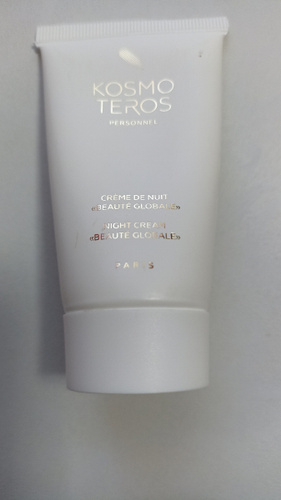 KOSMO
TEROS
PERSONNEL
CRÈME DE NUIT
«BEAUTÉ GLOBALE»
NIGHT CREAM
«BEAUTÉ GLOBALE»
PARIS